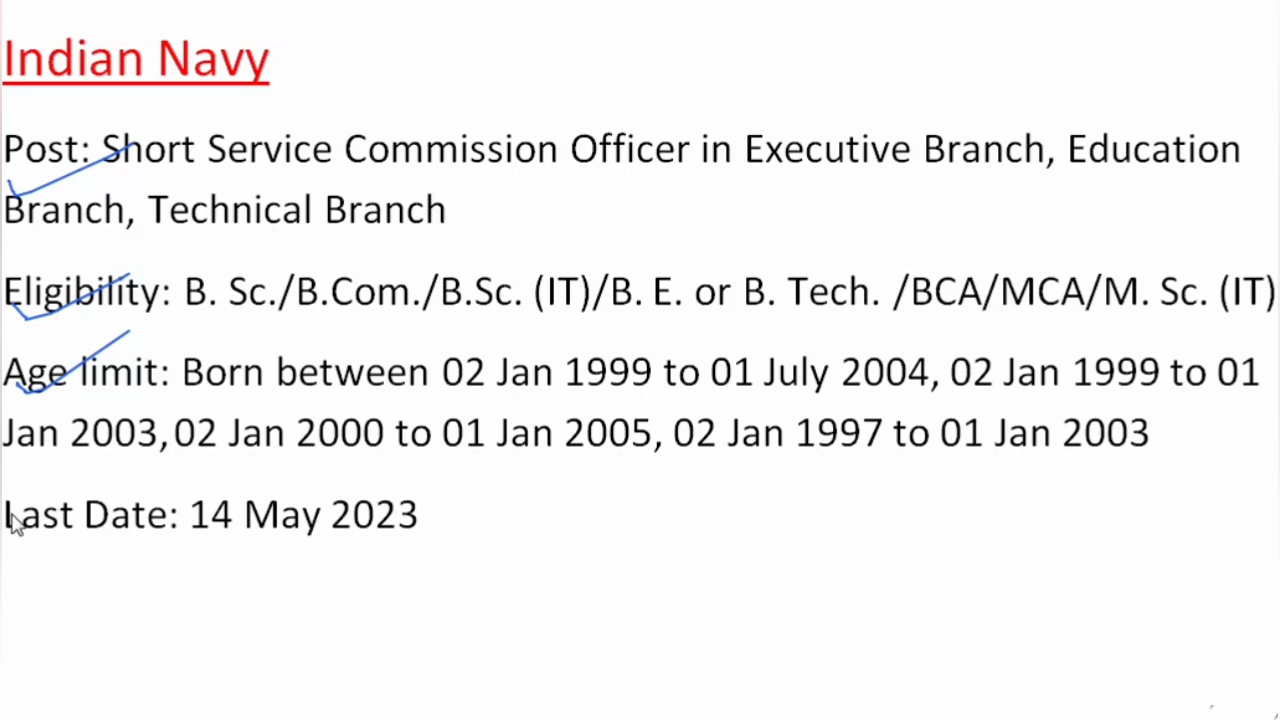 Indian Navy
Post: Short Service Commission Officer in Executive Branch, Education
Branch, Technical Branch
Eligibility: B. Sc./B.Com./B.Sc. (IT)/B. E. or B. Tech. /BCA/MCA/M. Sc. (IT)
Age limit: Born between 02 Jan 1999 to 01 July 2004, 02 Jan 1999 to 01
Jan 2003, 02 Jan 2000 to 01 Jan 2005, 02 Jan 1997 to 01 Jan 2003
Last Date: 14 May 2023